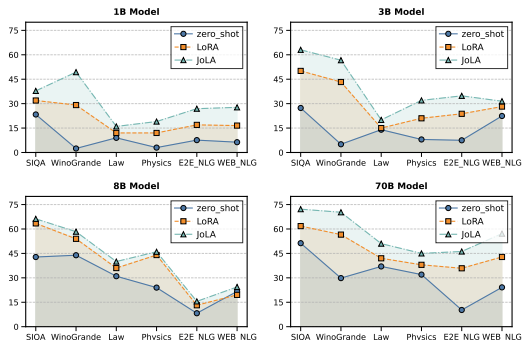 1B Model
75
60
45
30
15
0
zero_shot
LoRA
JoLA
SIQA WinoGrande Law Physics E2E_NLG WEB_NLG
3B Model
75
60
45
30
15
0
zero_shot
LoRA
JoLA
SIQA WinoGrande Law Physics E2E_NLG WEB_NLG
8B Model
75
60
45
30
15
0
zero_shot
LoRA
JoLA
SIQA WinoGrande Law Physics E2E_NLG WEB_NLG
70B Model
75
60
45
30
15
0
zero_shot
LoRA
JoLA
SIQA WinoGrande Law Physics E2E_NLG WEB_NLG